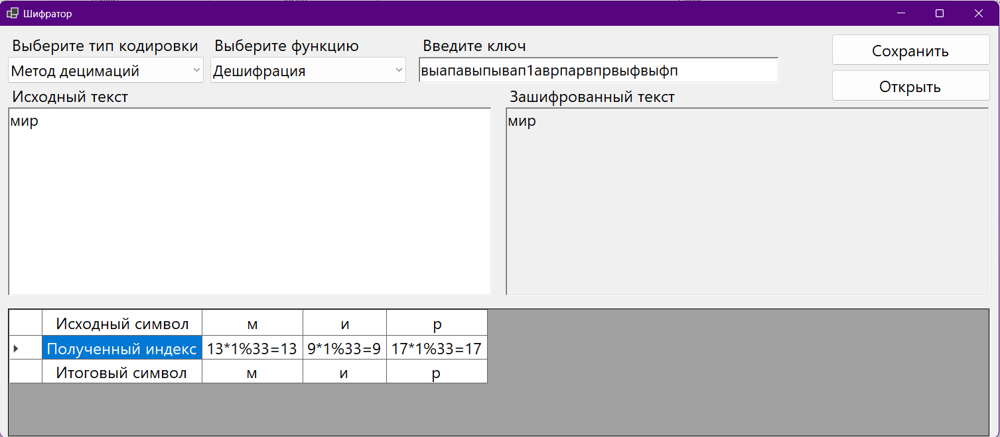 Шифратор
Выберите тип кодировки Выберите функцию Введите ключ
Сохранить
Метод децимаций Дешифрация выапавыпывап1аврпарвпрвыфвыфп
Открыть
Исходный текст Зашифрованный текст
мир мир
Исходный символ м и р
Полученный индекс 13*1%33=13 9*1%33=9 17*1%33=17
Итоговый символ м и р